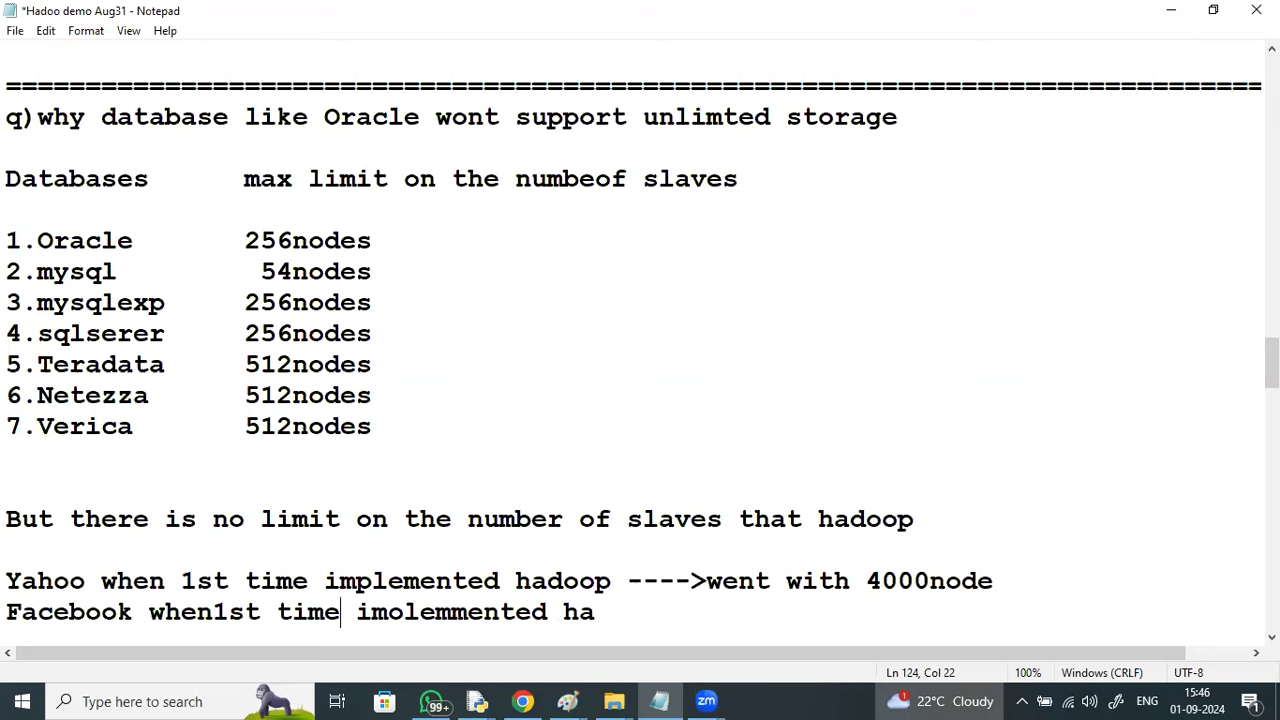 *Hadoo demo Aug31 - Notepad
File Edit Format View Help
================================================================================
q)why database like Oracle wont support unlimted storage
Databases max limit on the numbeof slaves
1.Oracle 256nodes
2.mysql 54nodes
3.mysqlexp 256nodes
4.sqlserer 256nodes
5.Teradata 512nodes
6.Netezza 512nodes
7.Verica 512nodes
But there is no limit on the number of slaves that hadoop
Yahoo when 1st time implemented hadoop ---->went with 4000node
Facebook when1st time imolemmented ha
Ln 124, Col 22 100% Windows (CRLF) UTF-8
Type here to search 99+ zm 1 22°C Cloudy ENG 15:46
01-09-2024 1